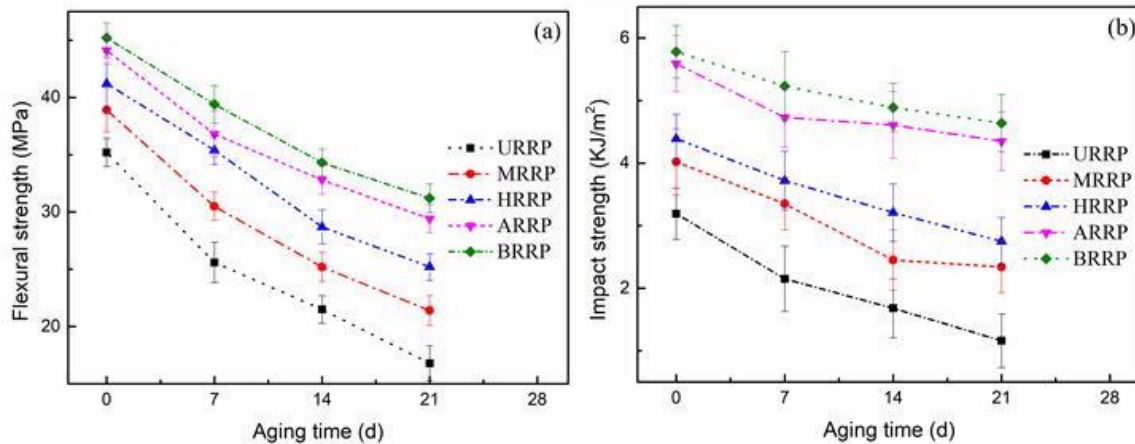 (a)
Flexural strength (MPa)
40
30
20
URRP
MRRP
HRRP
ARRP
BRRP
0 7 14 21 28
Aging time (d)
(b)
Impact strength (KJ/m²)
6
4
2
URRP
MRRP
HRRP
ARRP
BRRP
0 7 14 21 28
Aging time (d)